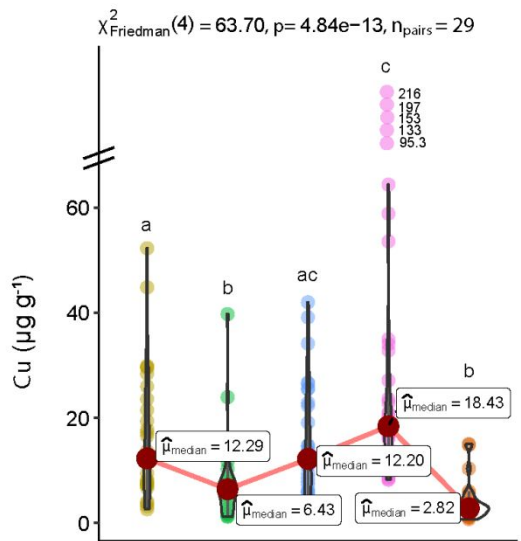 χ²Friedman(4) = 63.70, p= 4.84e−13, npairs = 29
c
216
197
153
133
95.3
60
a
ac
b
40
b
μ̂median = 18.43
20
μ̂median = 12.29
μ̂median = 12.20
μ̂median = 6.43
μ̂median = 2.82
0
Cu (µg g⁻¹)